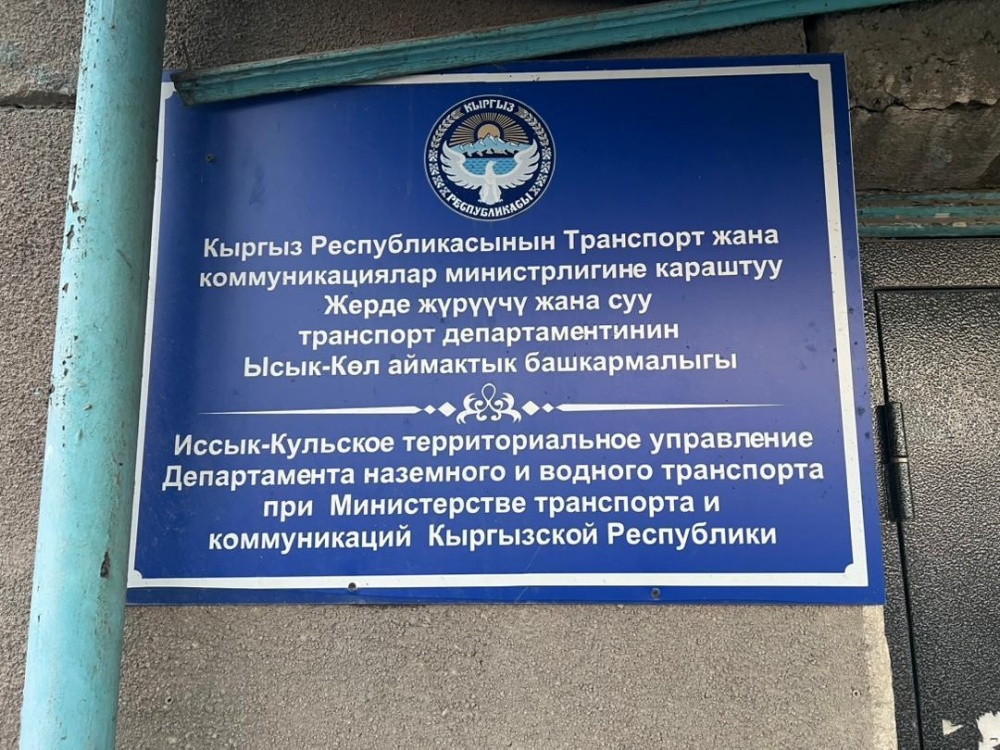 КЫРГЫЗ
РЕСПУБЛИКАСЫ
Кыргыз Республикасынын Транспорт жана
коммуникациялар министрлигине караштуу
Жерде жүрүүчү жана суу
транспорт департаментинин
Ысык-Көл аймактык башкармалыгы
Иссык-Кульское территориальное управление
Департамента наземного и водного транспорта
при Министерстве транспорта и
коммуникаций Кыргызской Республики